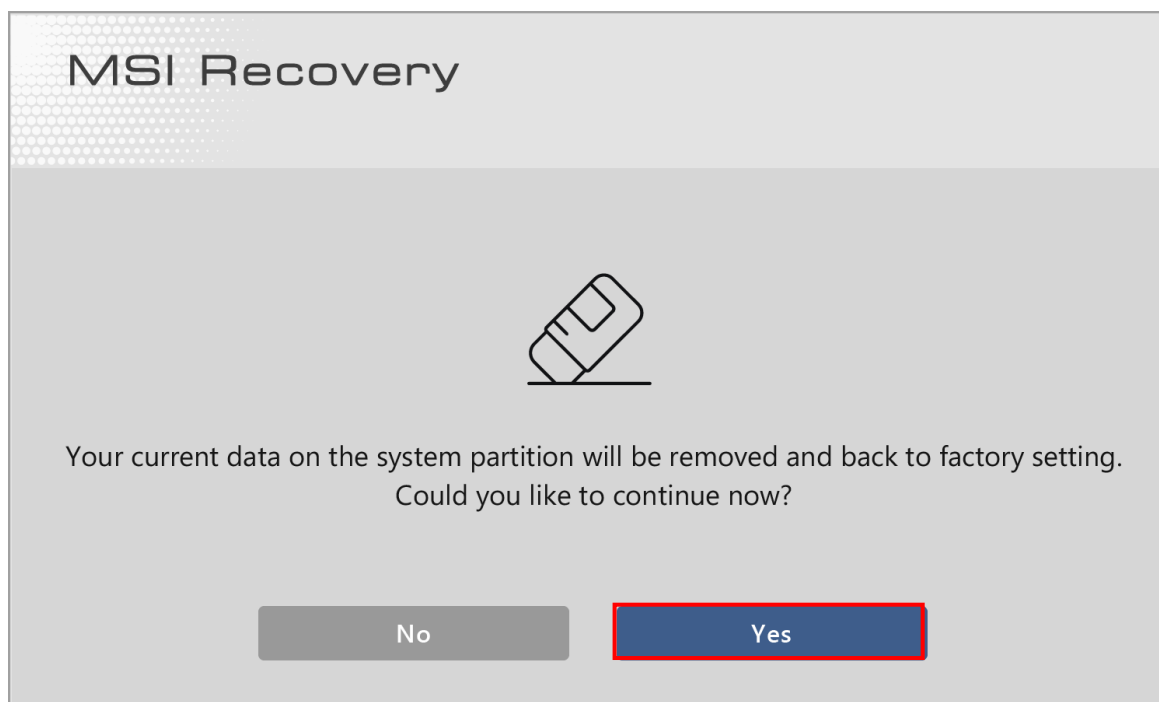 MSI Recovery
Your current data on the system partition will be removed and back to factory setting.
Could you like to continue now?
No
Yes